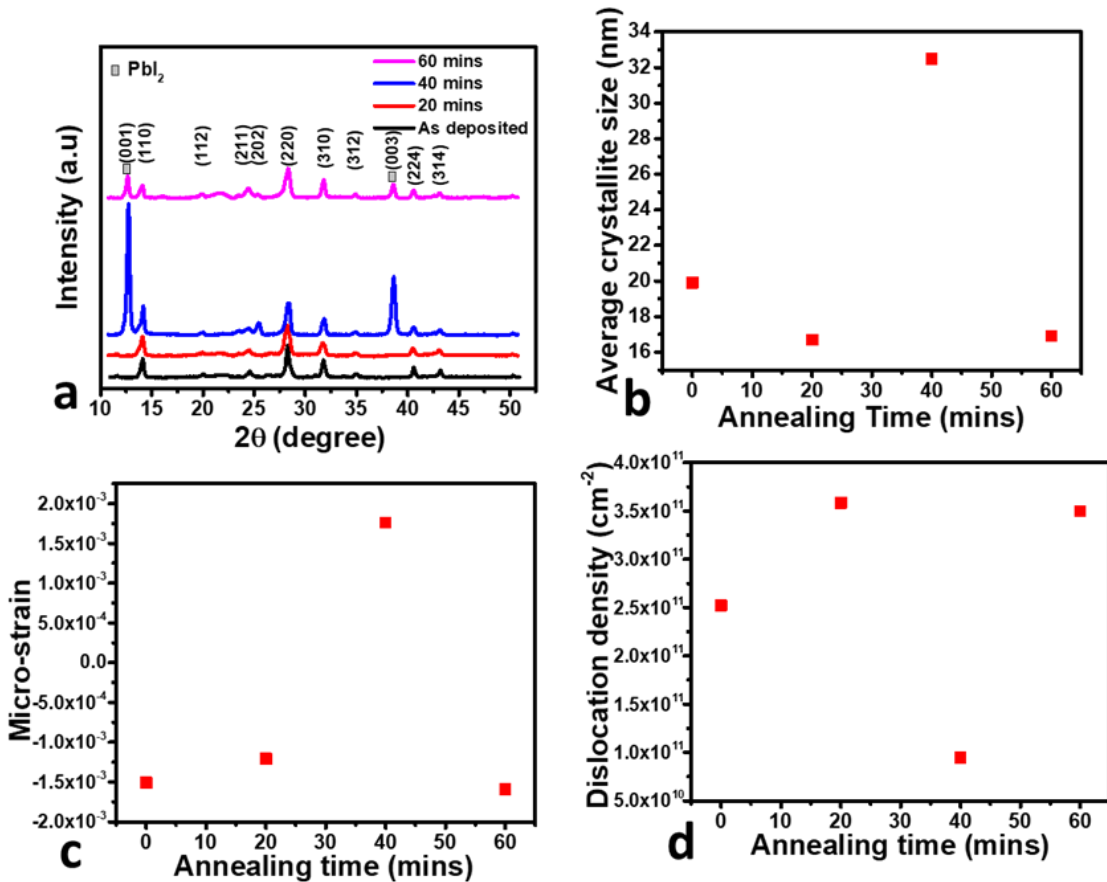 PbI2
60 mins
40 mins
20 mins
As deposited
(001)
(110)
(112)
(211)
(202)
(220)
(310)
(312)
(003)
(224)
(314)
Intensity (a.u)
a
10 15 20 25 30 35 40 45 50
2θ (degree)
34
32
30
28
26
24
22
20
18
16
Average crystallite size (nm)
b
0 10 20 30 40 50 60
Annealing Time (mins)
2.0x10-3
1.5x10-3
1.0x10-3
5.0x10-4
0.0
-5.0x10-4
-1.0x10-3
-1.5x10-3
-2.0x10-3
Micro-strain
c
0 10 20 30 40 50 60
Annealing time (mins)
4.0x1011
3.5x1011
3.0x1011
2.5x1011
2.0x1011
1.5x1011
1.0x1011
5.0x1010
Dislocation density (cm-2)
d
0 10 20 30 40 50 60
Annealing time (mins)